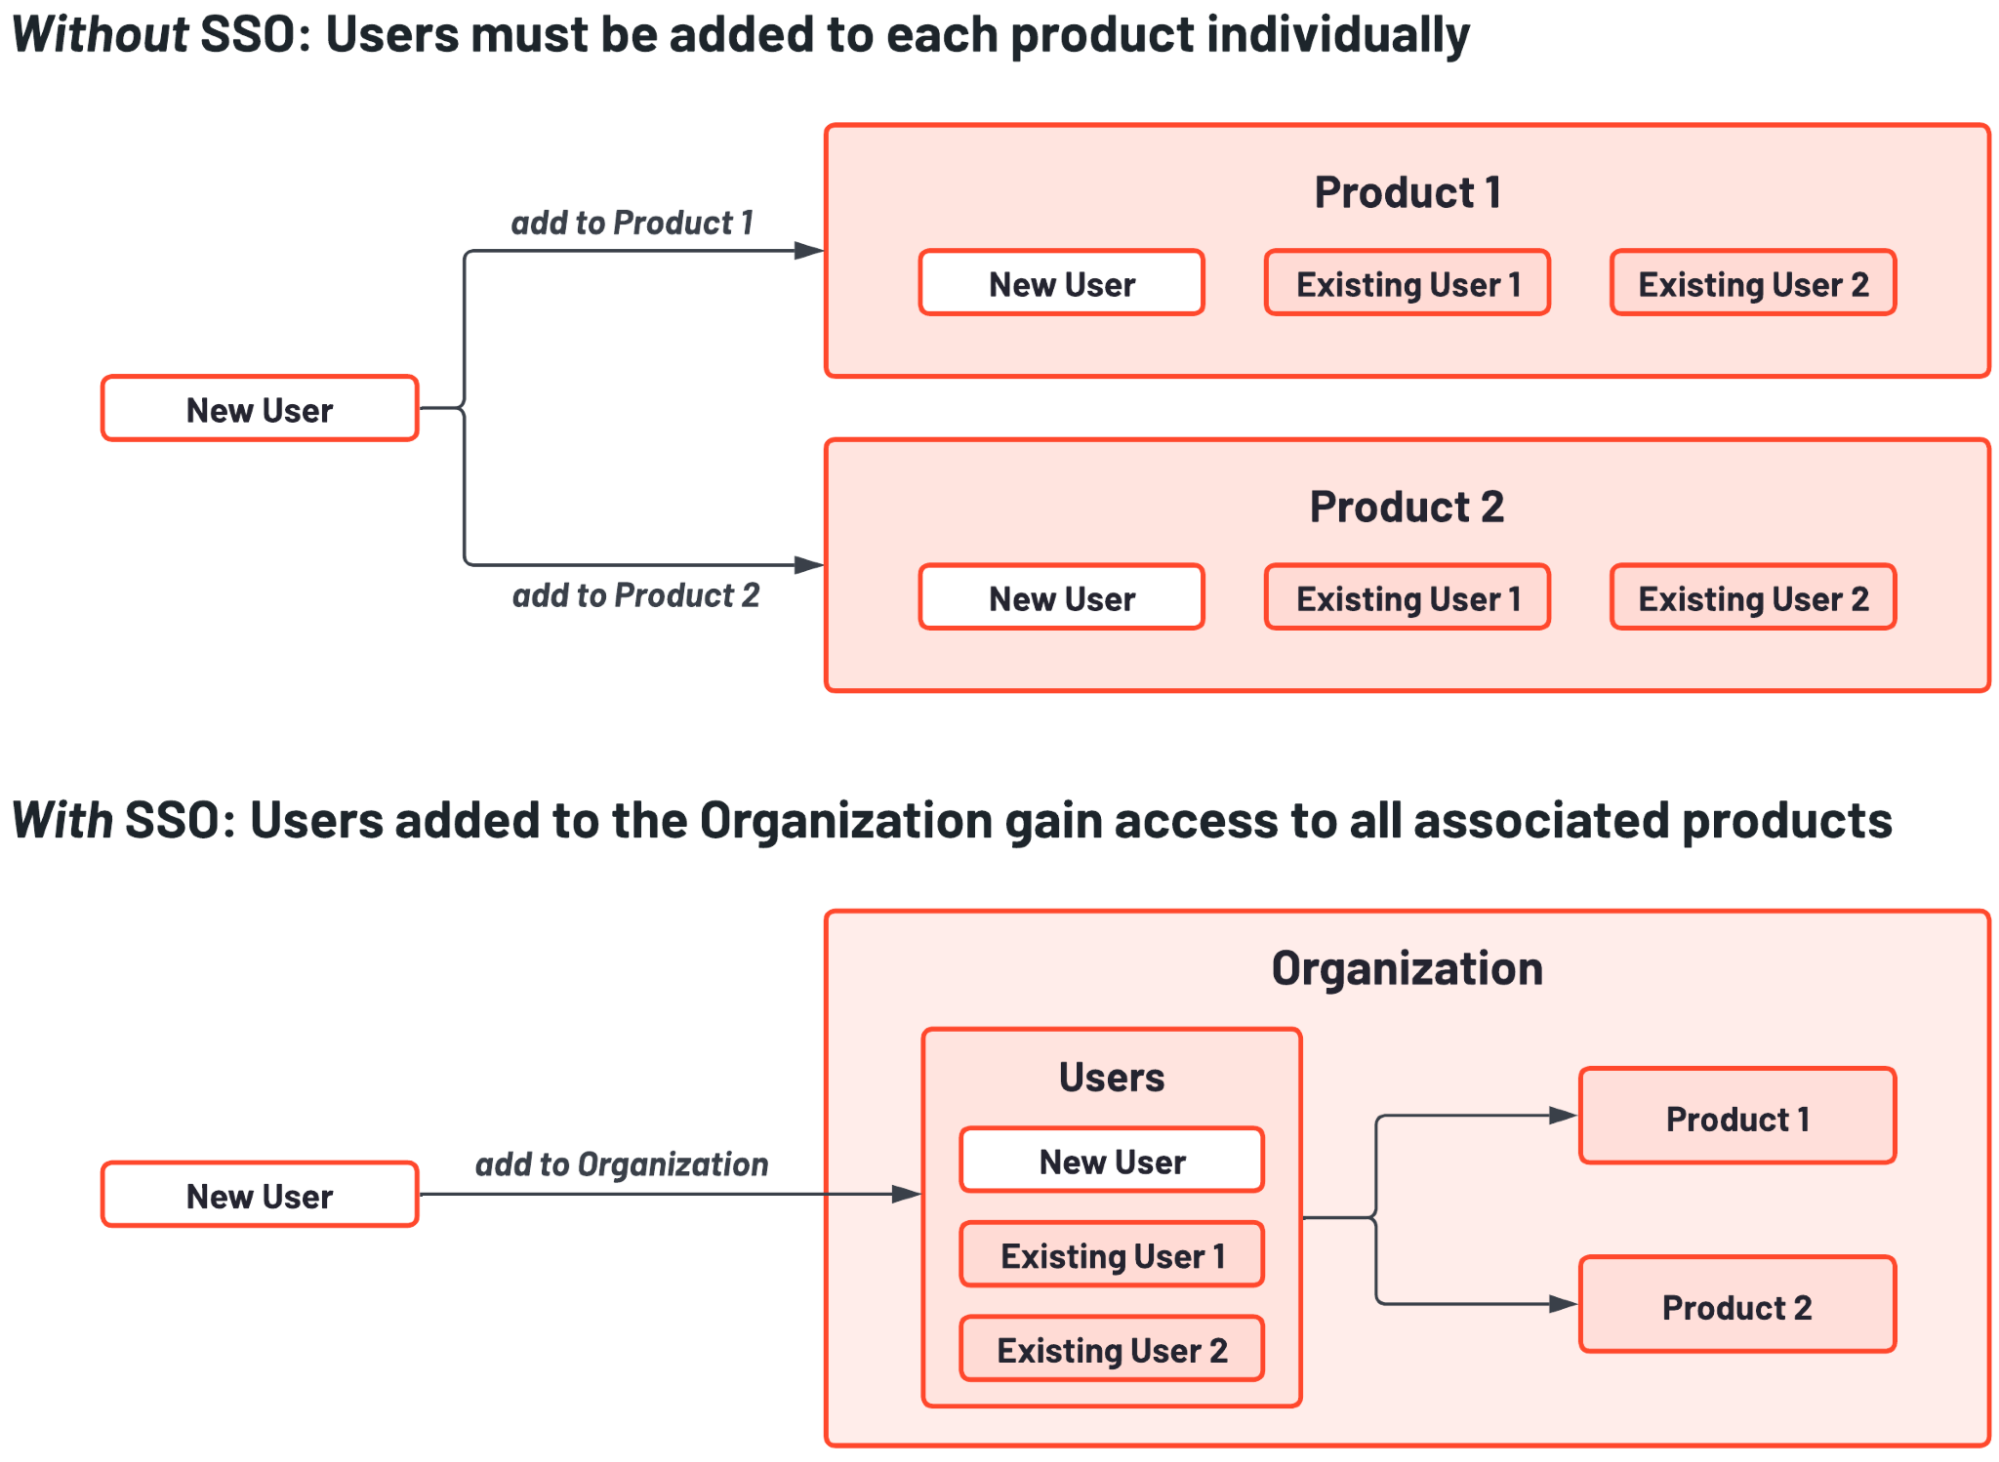 Without SSO: Users must be added to each product individually
add to Product 1
Product 1
New User
Existing User 1
Existing User 2
New User
Product 2
add to Product 2
New User
Existing User 1
Existing User 2
With SSO: Users added to the Organization gain access to all associated products
Organization
Users
add to Organization
New User
New User
Existing User 1
Existing User 2
Product 1
Product 2